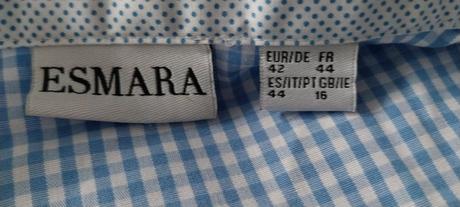 ESMARA
EUR/DE FR
42 44
ES/IT/PT GB/IE
44 16